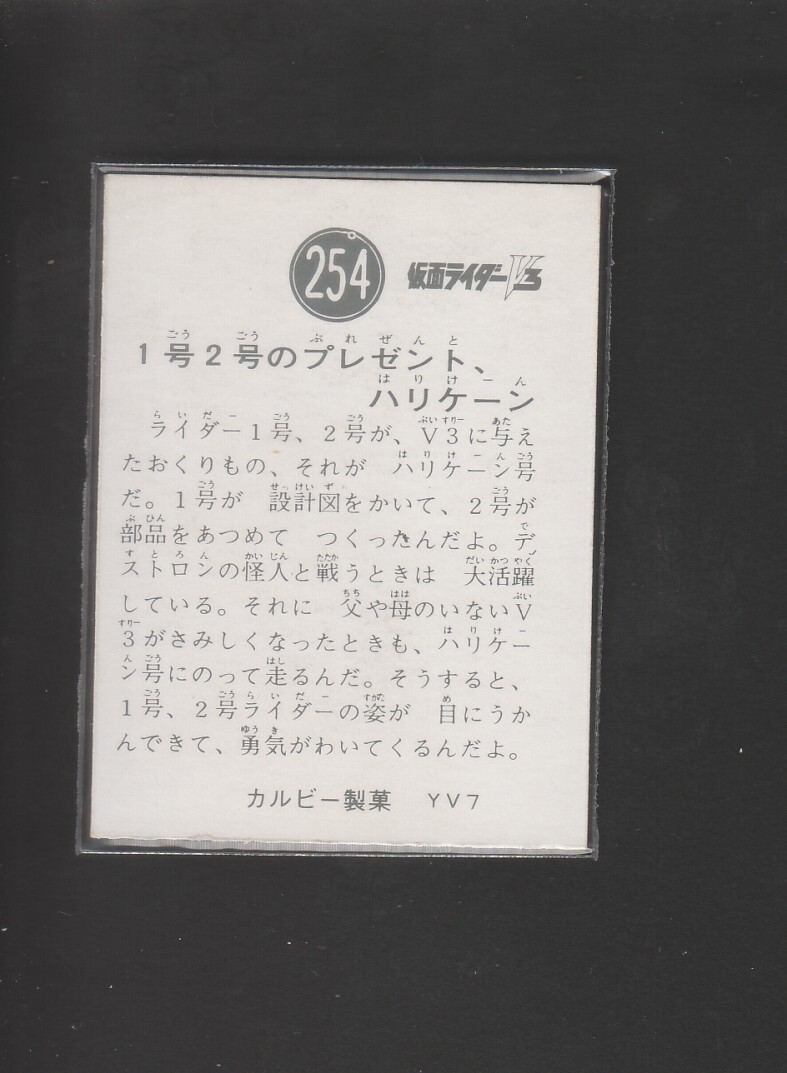 254 仮面ライダーV3
1号2号のプレゼント、
ハリケーン
ライダー1号、2号が、V3に与え
たおくりもの、それが ハリケーン号
だ。1号が 設計図をかいて、2号が
部品をあつめて つくったんだよ。デ
ストロンの怪人と戦うときは 大活躍
している。それに 父や母のいないV
3がさみしくなったときも、ハリケー
ン号にのって走るんだ。そうすると、
1号、2号ライダーの姿が 目にうか
んできて、勇気がわいてくるんだよ。
カルビー製菓 YV7